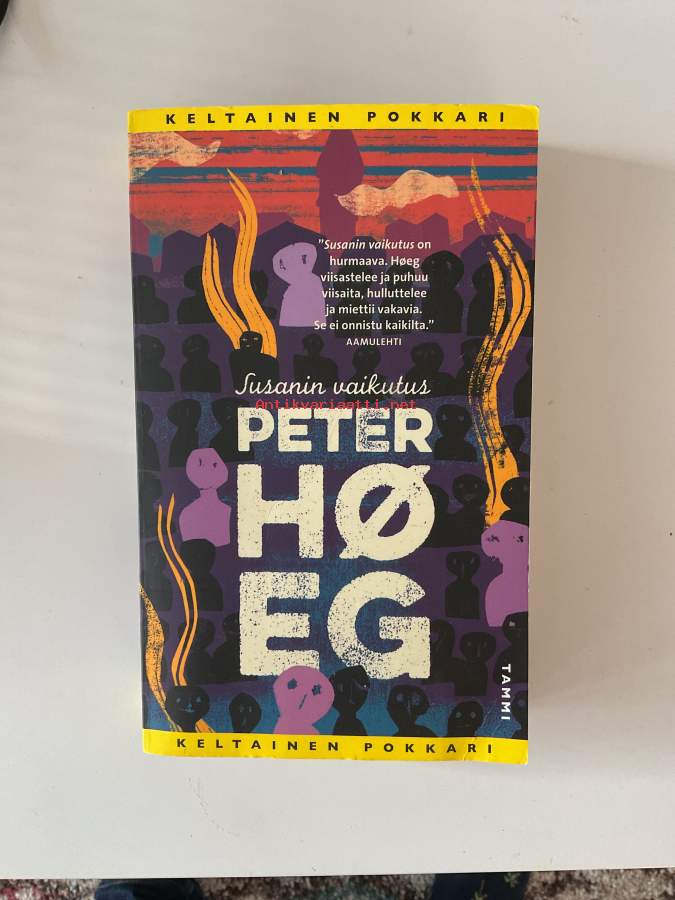 KELTAINEN POKKARI
"Susanin vaikutus on
hurmaava. Høeg
viisastelee ja puhuu
viisaita, hulluttelee
ja miettii vakavia.
Se ei onnistu kaikilta."
AAMULEHTI
Susanin vaikutus
Antikvariaatti.net
PETER
HØ
EG
TAMMI
KELTAINEN POKKARI